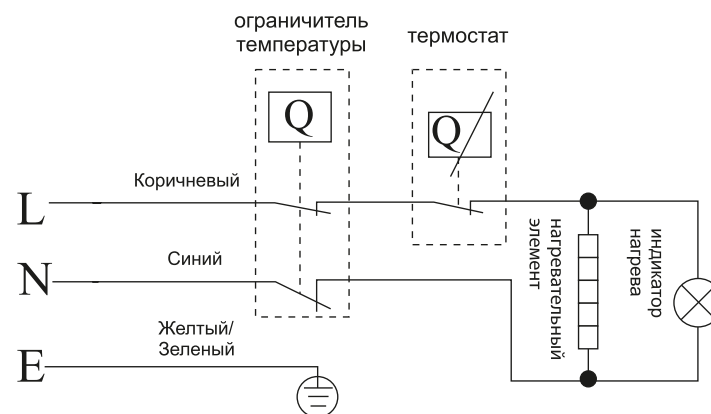 ограничитель
температуры
термостат
Q
Q
Коричневый
L
Синий
N
Желтый/
Зеленый
E
нагревательный
элемент
индикатор
нагрева